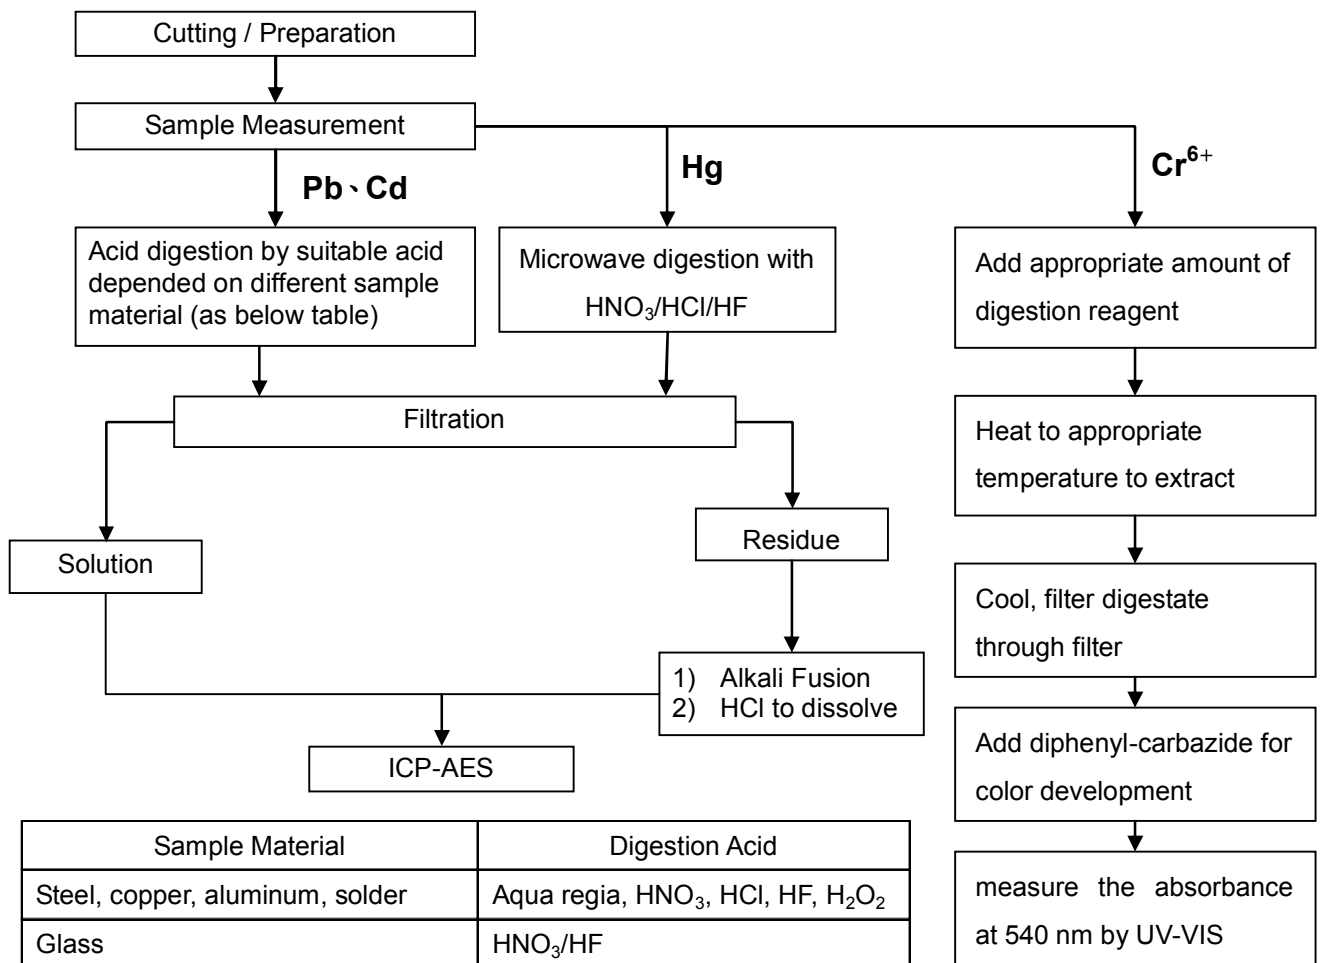 Cutting / Preparation
Sample Measurement
Pb、Cd
Hg
Cr⁶⁺
Acid digestion by suitable acid
depended on different sample
material (as below table)
Microwave digestion with
HNO₃/HCl/HF
Add appropriate amount of
digestion reagent
Filtration
Heat to appropriate
temperature to extract
Solution
Residue
Cool, filter digestate
through filter
1) Alkali Fusion
2) HCl to dissolve
ICP-AES
Add diphenyl-carbazide for
color development
measure the absorbance
at 540 nm by UV-VIS
Sample Material Digestion Acid
Steel, copper, aluminum, solder Aqua regia, HNO₃, HCl, HF, H₂O₂
Glass HNO₃/HF